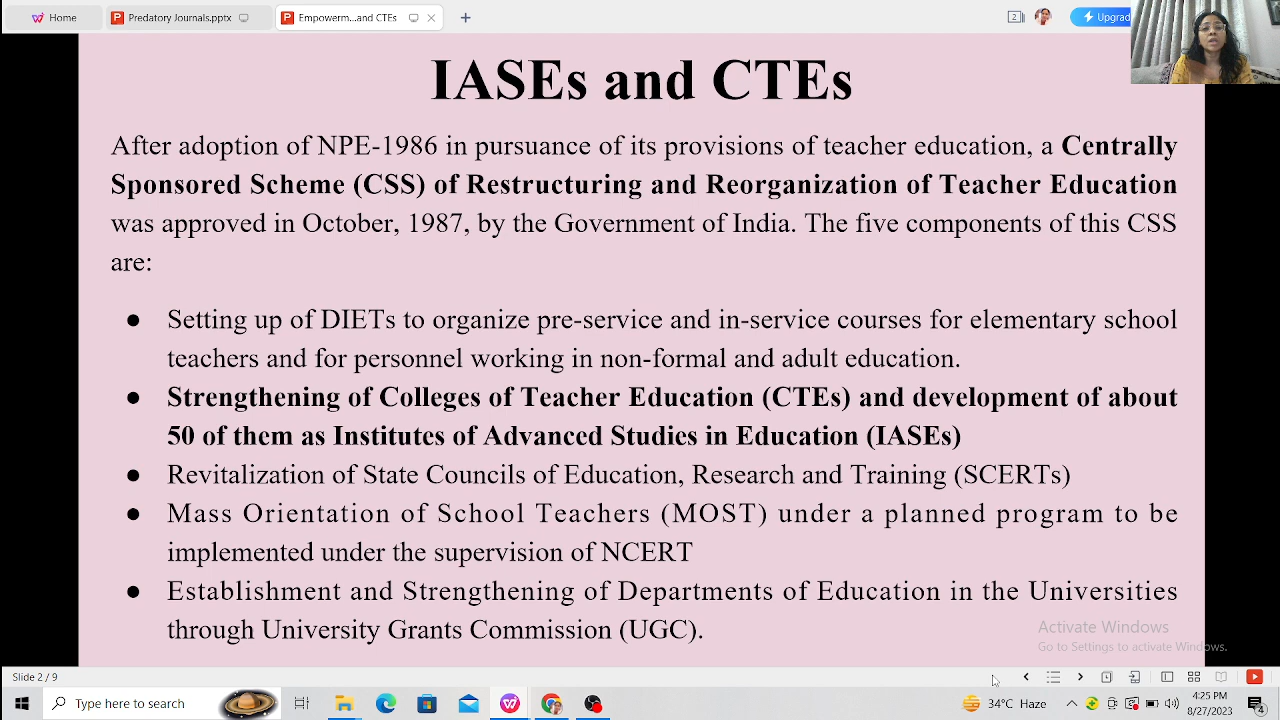 Home
Predatory Journals.pptx
Empowerm...and CTEs
2
Upgrad
IASEs and CTEs
After adoption of NPE-1986 in pursuance of its provisions of teacher education, a Centrally
Sponsored Scheme (CSS) of Restructuring and Reorganization of Teacher Education
was approved in October, 1987, by the Government of India. The five components of this CSS
are:
● Setting up of DIETs to organize pre-service and in-service courses for elementary school
teachers and for personnel working in non-formal and adult education.
● Strengthening of Colleges of Teacher Education (CTEs) and development of about
50 of them as Institutes of Advanced Studies in Education (IASEs)
● Revitalization of State Councils of Education, Research and Training (SCERTs)
● Mass Orientation of School Teachers (MOST) under a planned program to be
implemented under the supervision of NCERT
● Establishment and Strengthening of Departments of Education in the Universities
through University Grants Commission (UGC).
Activate Windows
Go to Settings to activate Windows.
Slide 2 / 9
Type here to search
34°C Haze
4:25 PM
8/27/2023
4